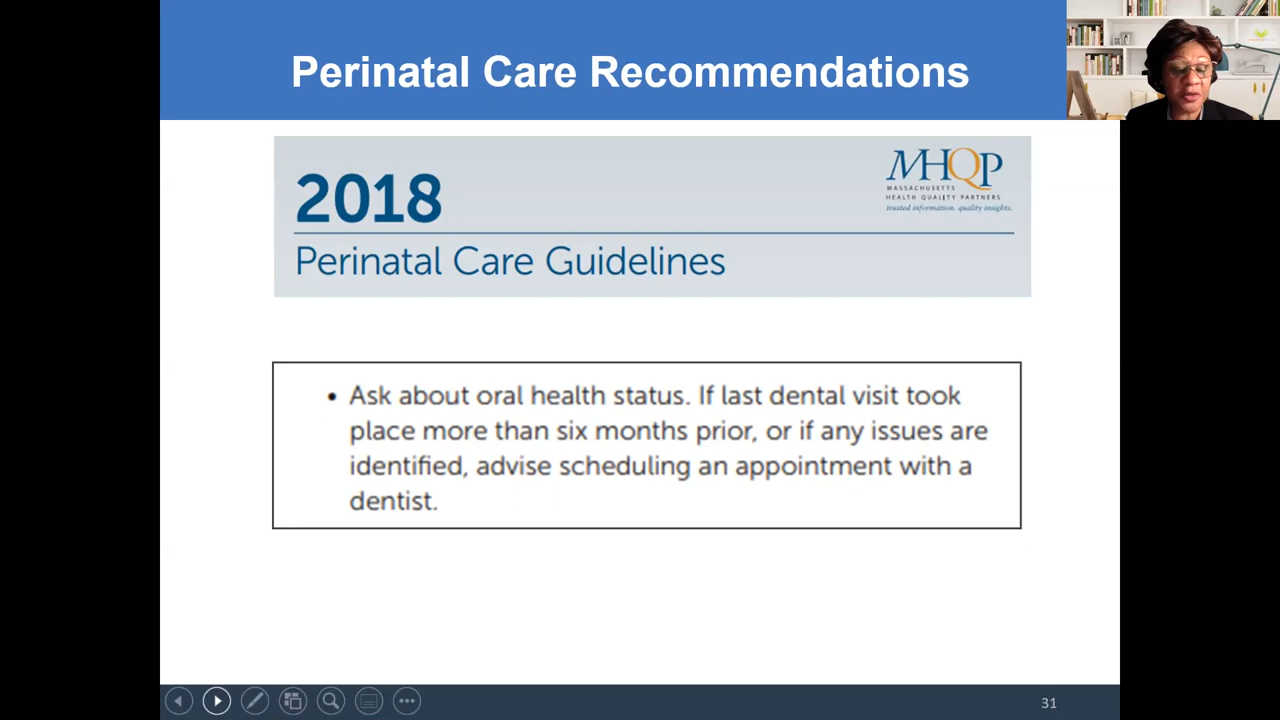 Perinatal Care Recommendations
2018
MHQP
MASSACHUSETTS
HEALTH QUALITY PARTNERS
trusted information. quality insights.
Perinatal Care Guidelines
• Ask about oral health status. If last dental visit took
place more than six months prior, or if any issues are
identified, advise scheduling an appointment with a
dentist.
31